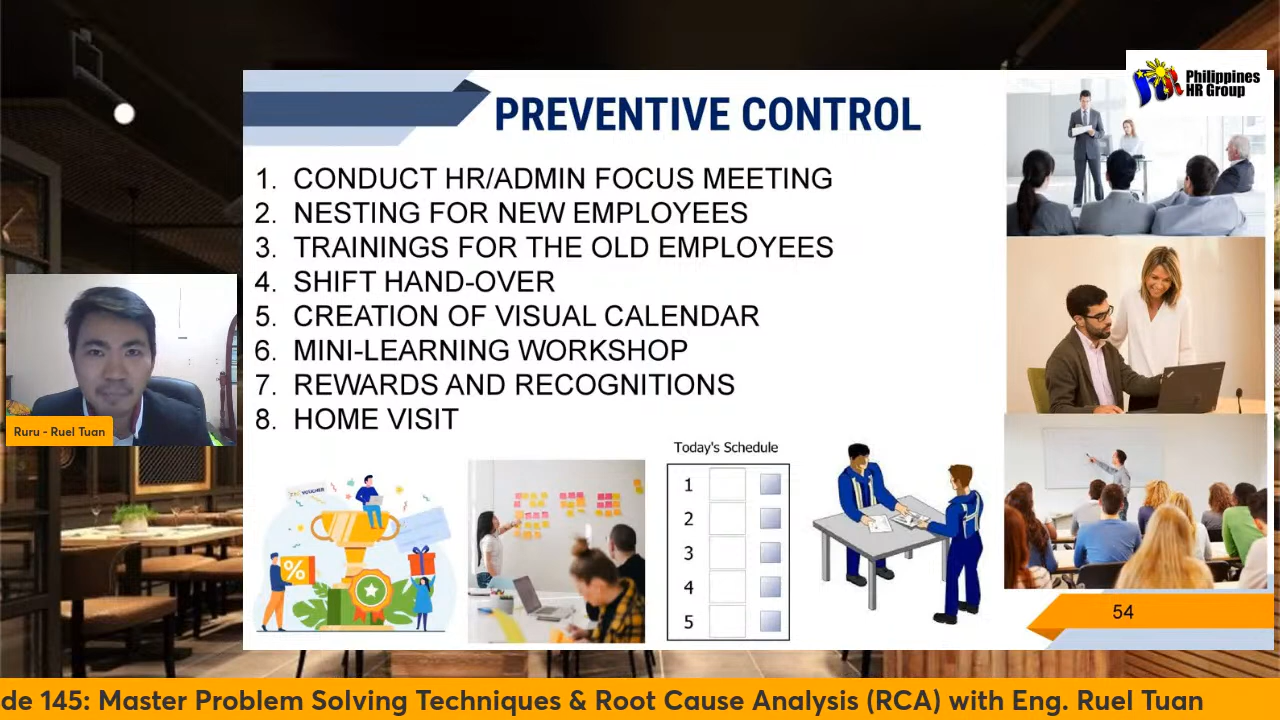 Philippines
HR Group
PREVENTIVE CONTROL
1. CONDUCT HR/ADMIN FOCUS MEETING
2. NESTING FOR NEW EMPLOYEES
3. TRAININGS FOR THE OLD EMPLOYEES
4. SHIFT HAND-OVER
5. CREATION OF VISUAL CALENDAR
6. MINI-LEARNING WORKSHOP
7. REWARDS AND RECOGNITIONS
8. HOME VISIT
Ruru - Ruel Tuan
Today's Schedule
1
2
3
4
5
VOUCHER
%
54
de 145: Master Problem Solving Techniques & Root Cause Analysis (RCA) with Eng. Ruel Tuan